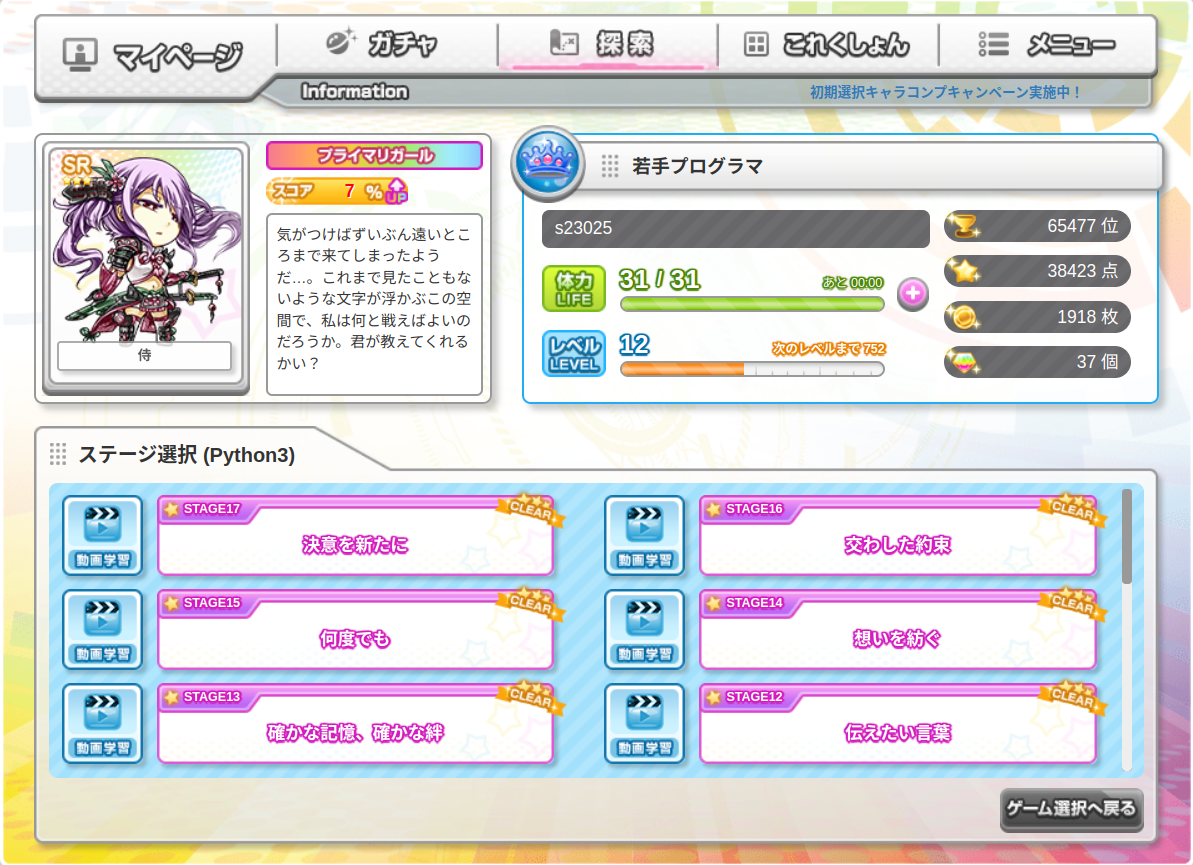 マイページ
ガチャ
探索
これくしょん
メニュー
Information
初期選択キャラコンプキャンペーン実施中！
SR
侍
プライマリガール
スコア 7 % UP
気がつけばずいぶん遠いとこ
ろまで来てしまったよう
だ…。これまで見たこともな
いような文字が浮かぶこの空
間で、私は何と戦えばよいの
だろうか。君が教えてくれる
かい？
若手プログラマ
s23025
体力
LIFE
31 / 31
あと 00:00
レベル
LEVEL
12
次のレベルまで 752
65477 位
38423 点
1918 枚
37 個
ステージ選択 (Python3)
動画学習
STAGE17
CLEAR
決意を新たに
動画学習
STAGE16
CLEAR
交わした約束
動画学習
STAGE15
CLEAR
何度でも
動画学習
STAGE14
CLEAR
想いを紡ぐ
動画学習
STAGE13
CLEAR
確かな記憶、確かな絆
動画学習
STAGE12
CLEAR
伝えたい言葉
ゲーム選択へ戻る